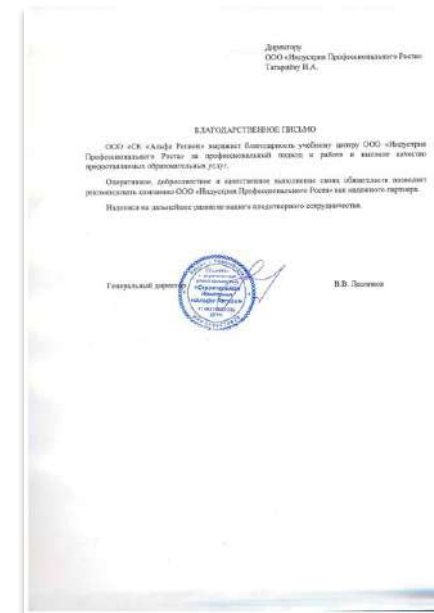 Директору
ООО «Индустрия Профессионального Роста»
И.А.
БЛАГОДАРСТВЕННОЕ ПИСЬМО
ООО «СК «Альфа Регион» выражает благодарность учебному центру ООО «Индустрия
Профессионального Роста» за профессиональный подход к работе и высокое качество
предоставляемых образовательных услуг.
Оперативное, добросовестное и качественное выполнение своих обязательств позволяет
рекомендовать компанию ООО «Индустрия Профессионального Роста» как надежного партнера.
Надеемся на дальнейшее развитие нашего плодотворного сотрудничества.
Генеральный директор
В.В.